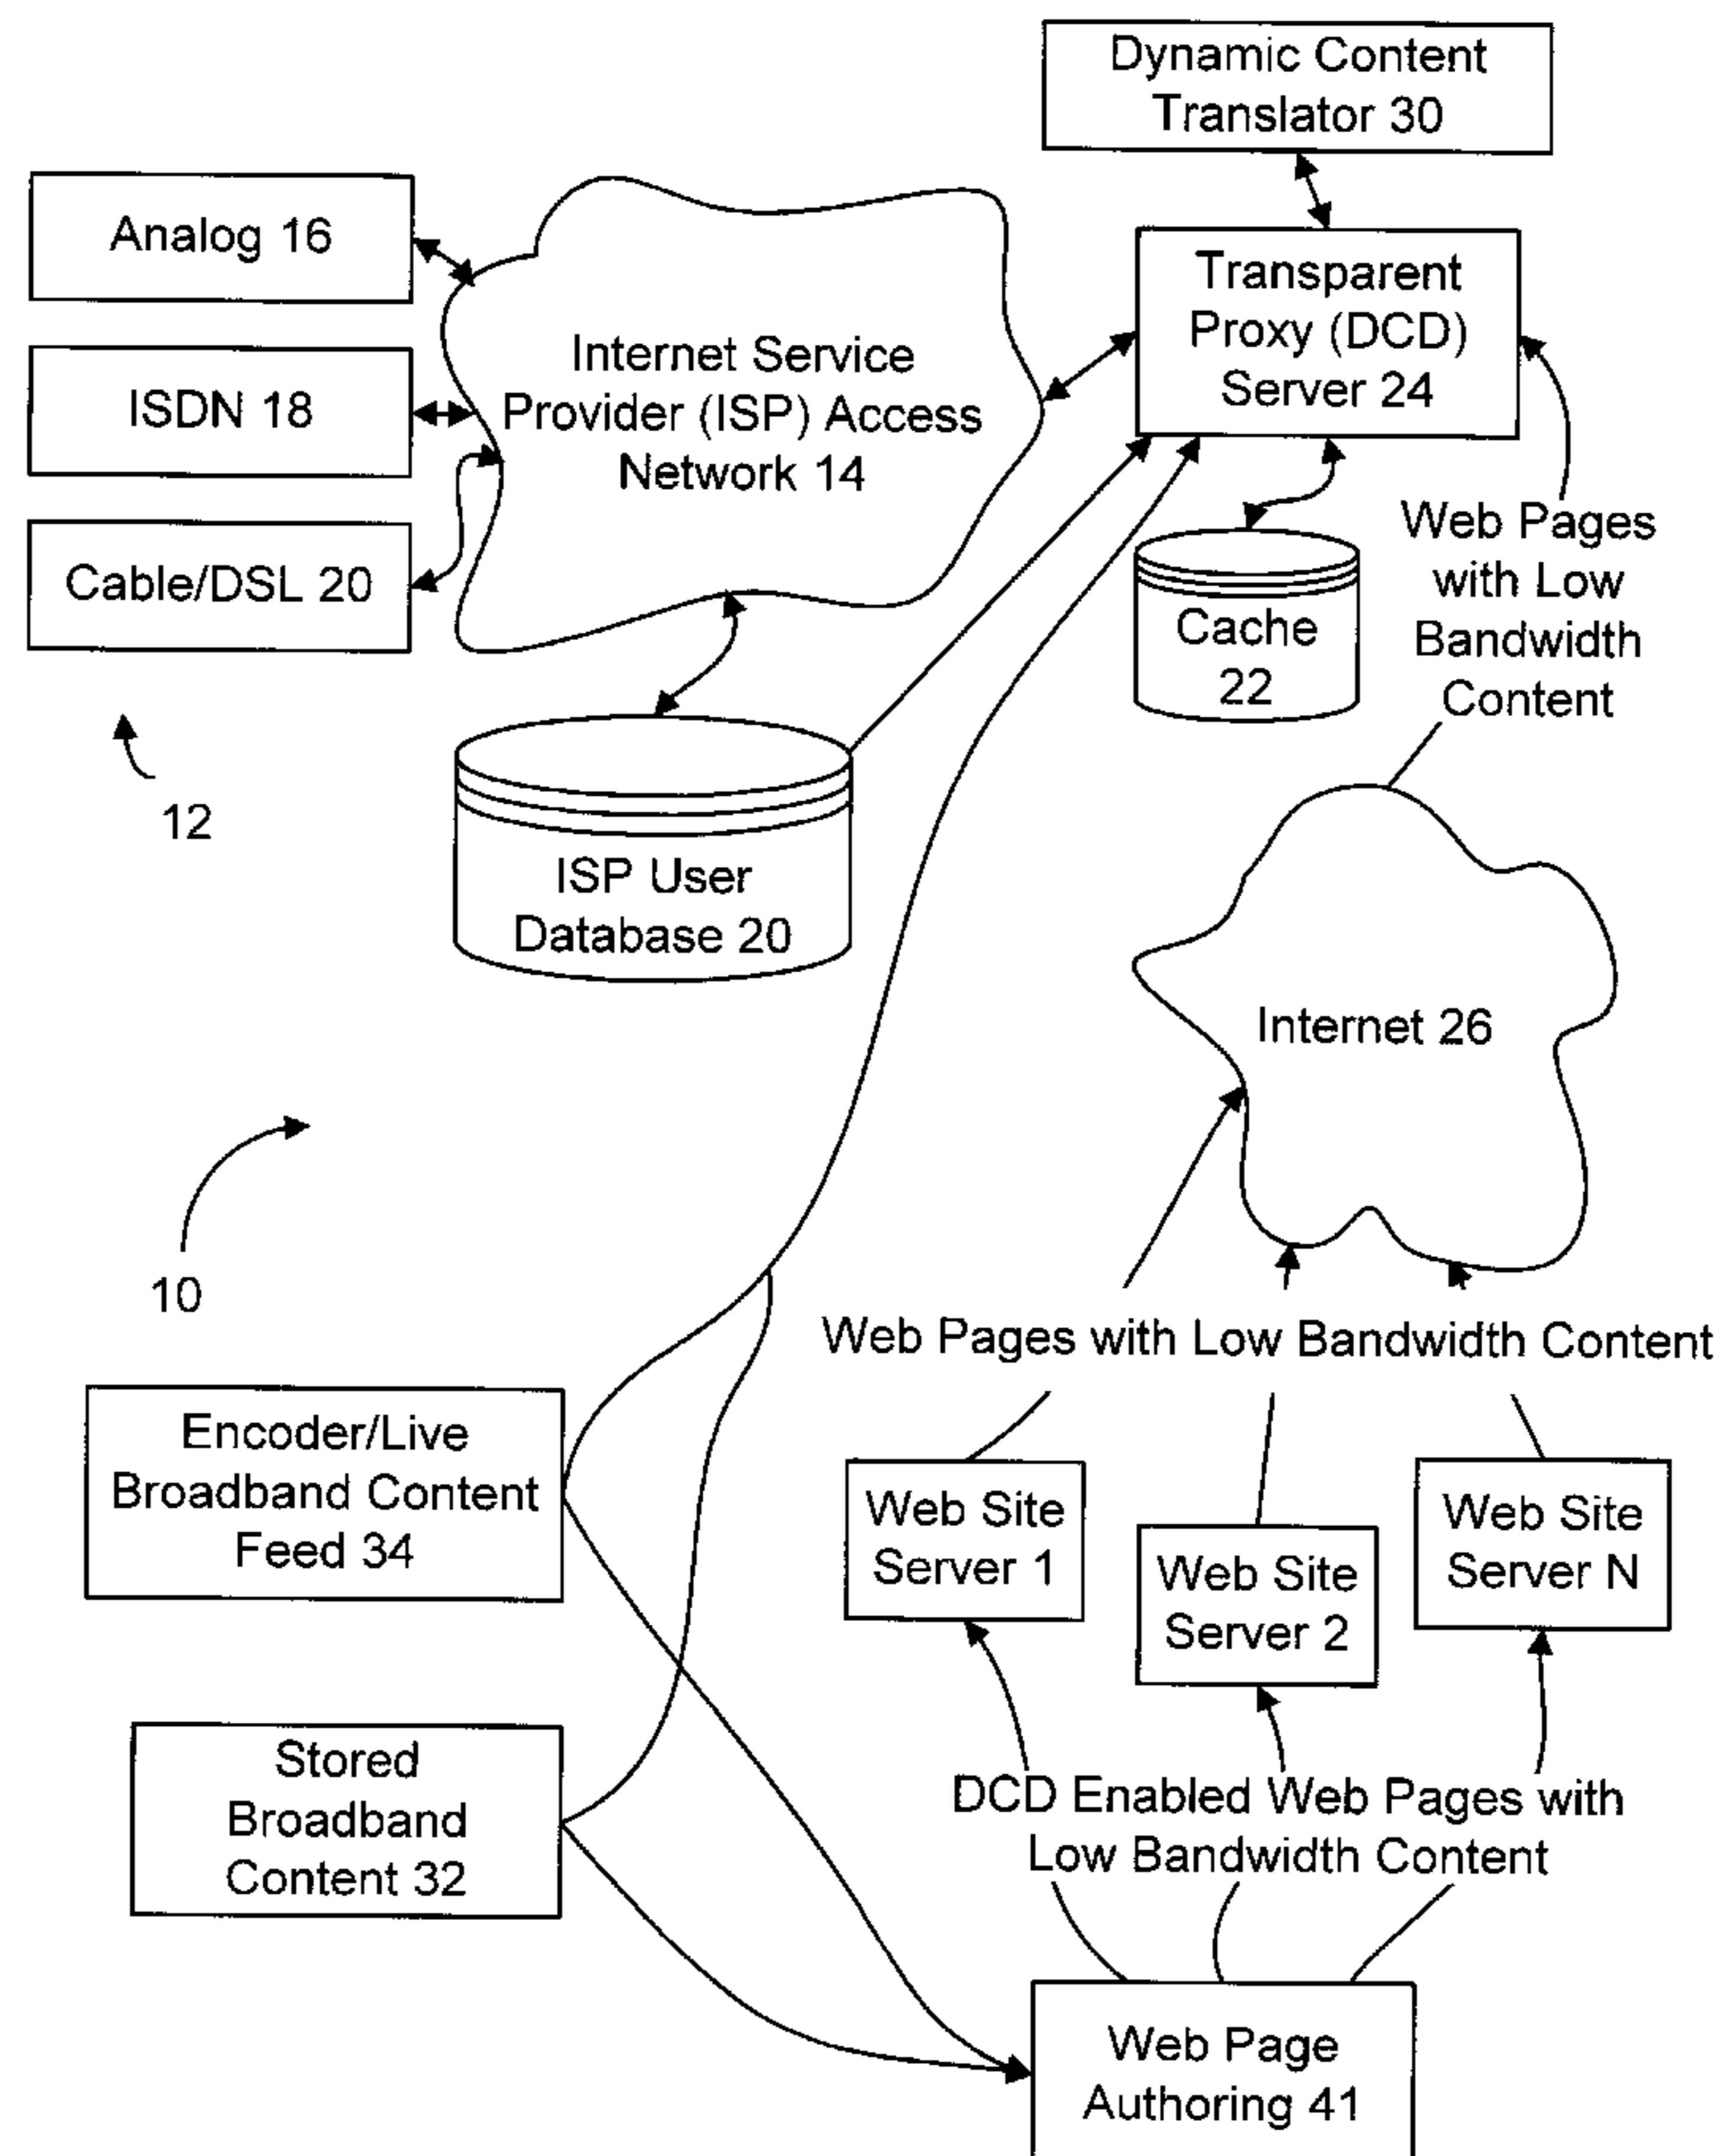 Dynamic Content
Translator 30
Analog 16
Transparent
Proxy (DCD)
Server 24
Internet Service
Provider (ISP) Access
Network 14
ISDN 18
Cable/DSL 20
Web Pages
with Low
Bandwidth
Content
Cache
22
12
ISP User
Database 20
Internet 26
10
Web Pages with Low Bandwidth Content
Encoder/Live
Broadband Content
Feed 34
Web Site
Server 1
Web Site
Server 2
Web Site
Server N
Stored
Broadband
Content 32
DCD Enabled Web Pages with
Low Bandwidth Content
Web Page
Authoring 41